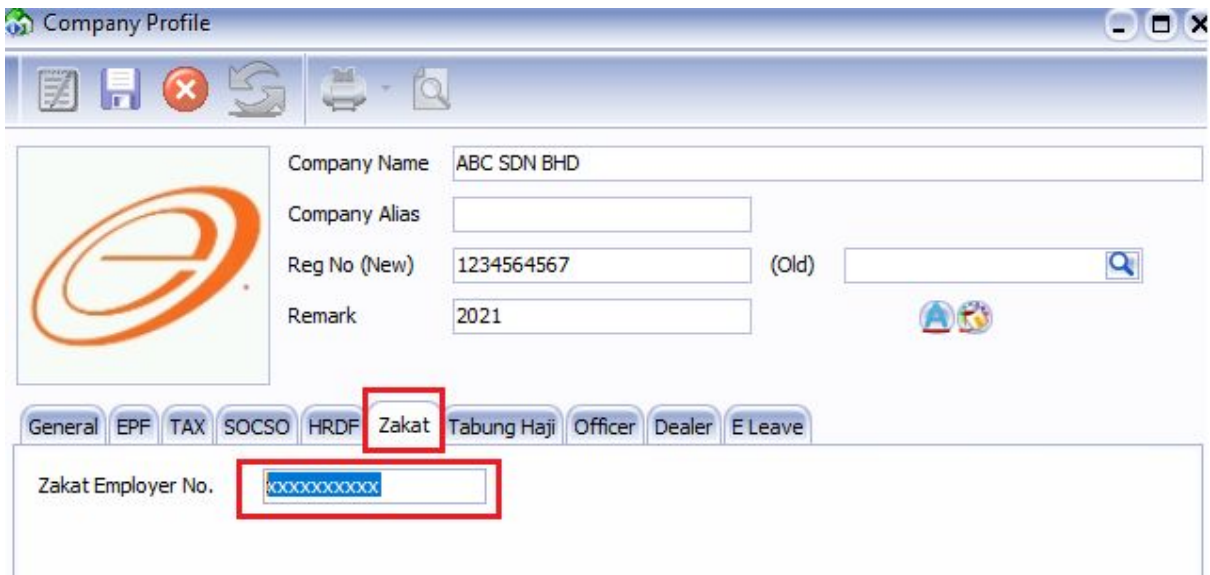 Company Profile
Company Name ABC SDN BHD
Company Alias
Reg No (New) 1234564567 (Old)
Remark 2021
General EPF TAX SOCSO HRDF Zakat Tabung Haji Officer Dealer E Leave
Zakat Employer No. xxxxxxxxxx